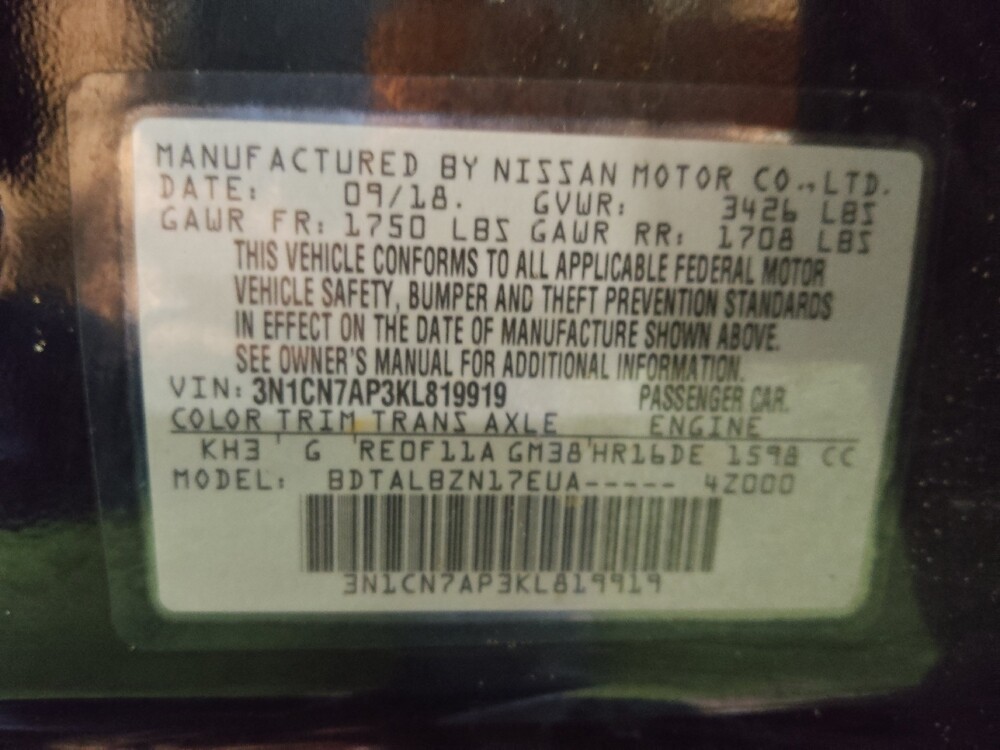 MANUFACTURED BY NISSAN MOTOR CO.,LTD.
DATE: 09/18. GVWR: 3426 LBS
GAWR FR: 1750 LBS GAWR RR: 1708 LBS
THIS VEHICLE CONFORMS TO ALL APPLICABLE FEDERAL MOTOR
VEHICLE SAFETY, BUMPER AND THEFT PREVENTION STANDARDS
IN EFFECT ON THE DATE OF MANUFACTURE SHOWN ABOVE.
SEE OWNER'S MANUAL FOR ADDITIONAL INFORMATION.
VIN: 3N1CN7AP3KL819919 PASSENGER CAR.
COLOR TRIM TRANS AXLE ENGINE
KH3 G RE0F11A GM38 HR16DE 1598 CC
MODEL: BDTALBZN17EUA----- 4Z000
3N1CN7AP3KL819919